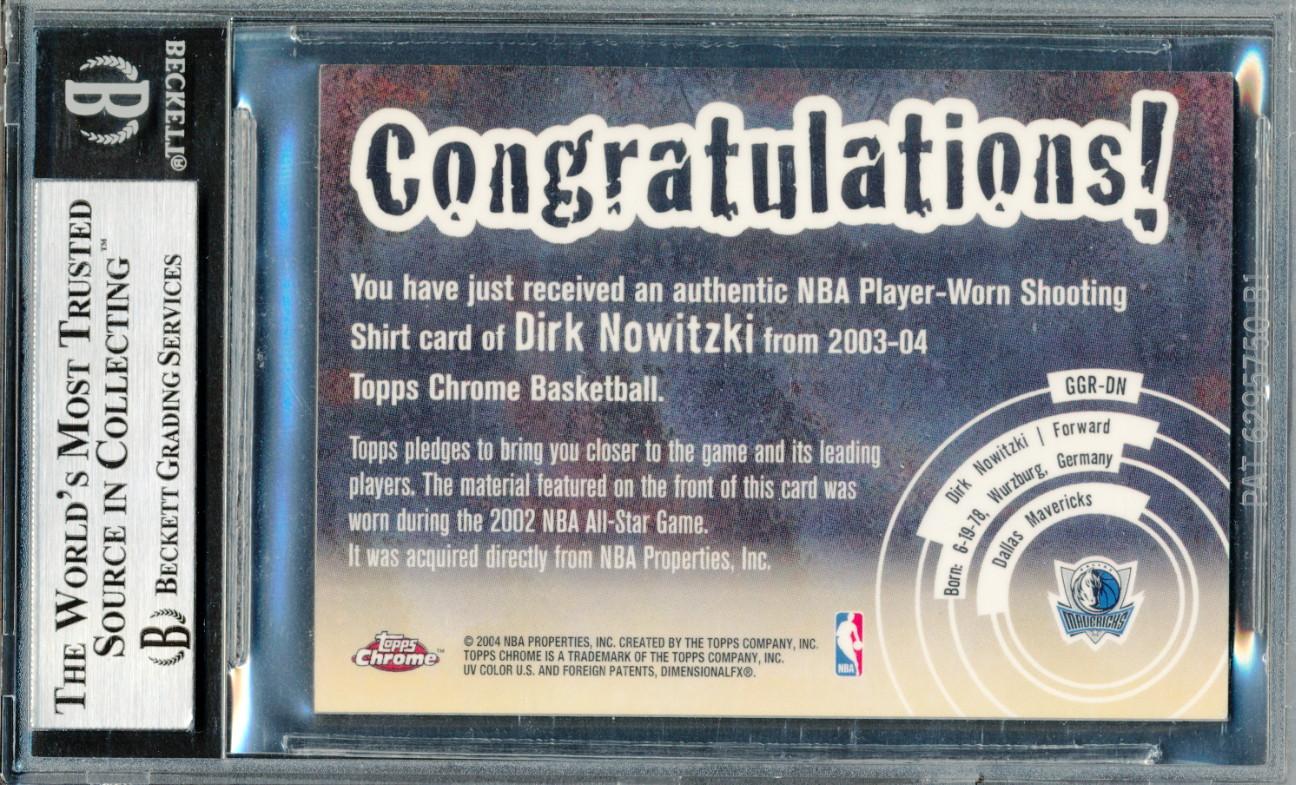 BECKETT®
THE WORLD'S MOST TRUSTED
SOURCE IN COLLECTING™
B BECKETT GRADING SERVICES
Congratulations!
You have just received an authentic NBA Player-Worn Shooting
Shirt card of Dirk Nowitzki from 2003-04
Topps Chrome Basketball.
Topps pledges to bring you closer to the game and its leading
players. The material featured on the front of this card was
worn during the 2002 NBA All-Star Game.
It was acquired directly from NBA Properties, Inc.
GGR-DN
Dirk Nowitzki | Forward
Born: 6-19-78, Wurzburg, Germany
Dallas Mavericks
MAVERICKS
Topps
Chrome™
© 2004 NBA PROPERTIES, INC. CREATED BY THE TOPPS COMPANY, INC.
TOPPS CHROME IS A TRADEMARK OF THE TOPPS COMPANY, INC.
UV COLOR U.S. AND FOREIGN PATENTS, DIMENSIONALFX®.
NBA
PAT 6295750 B1